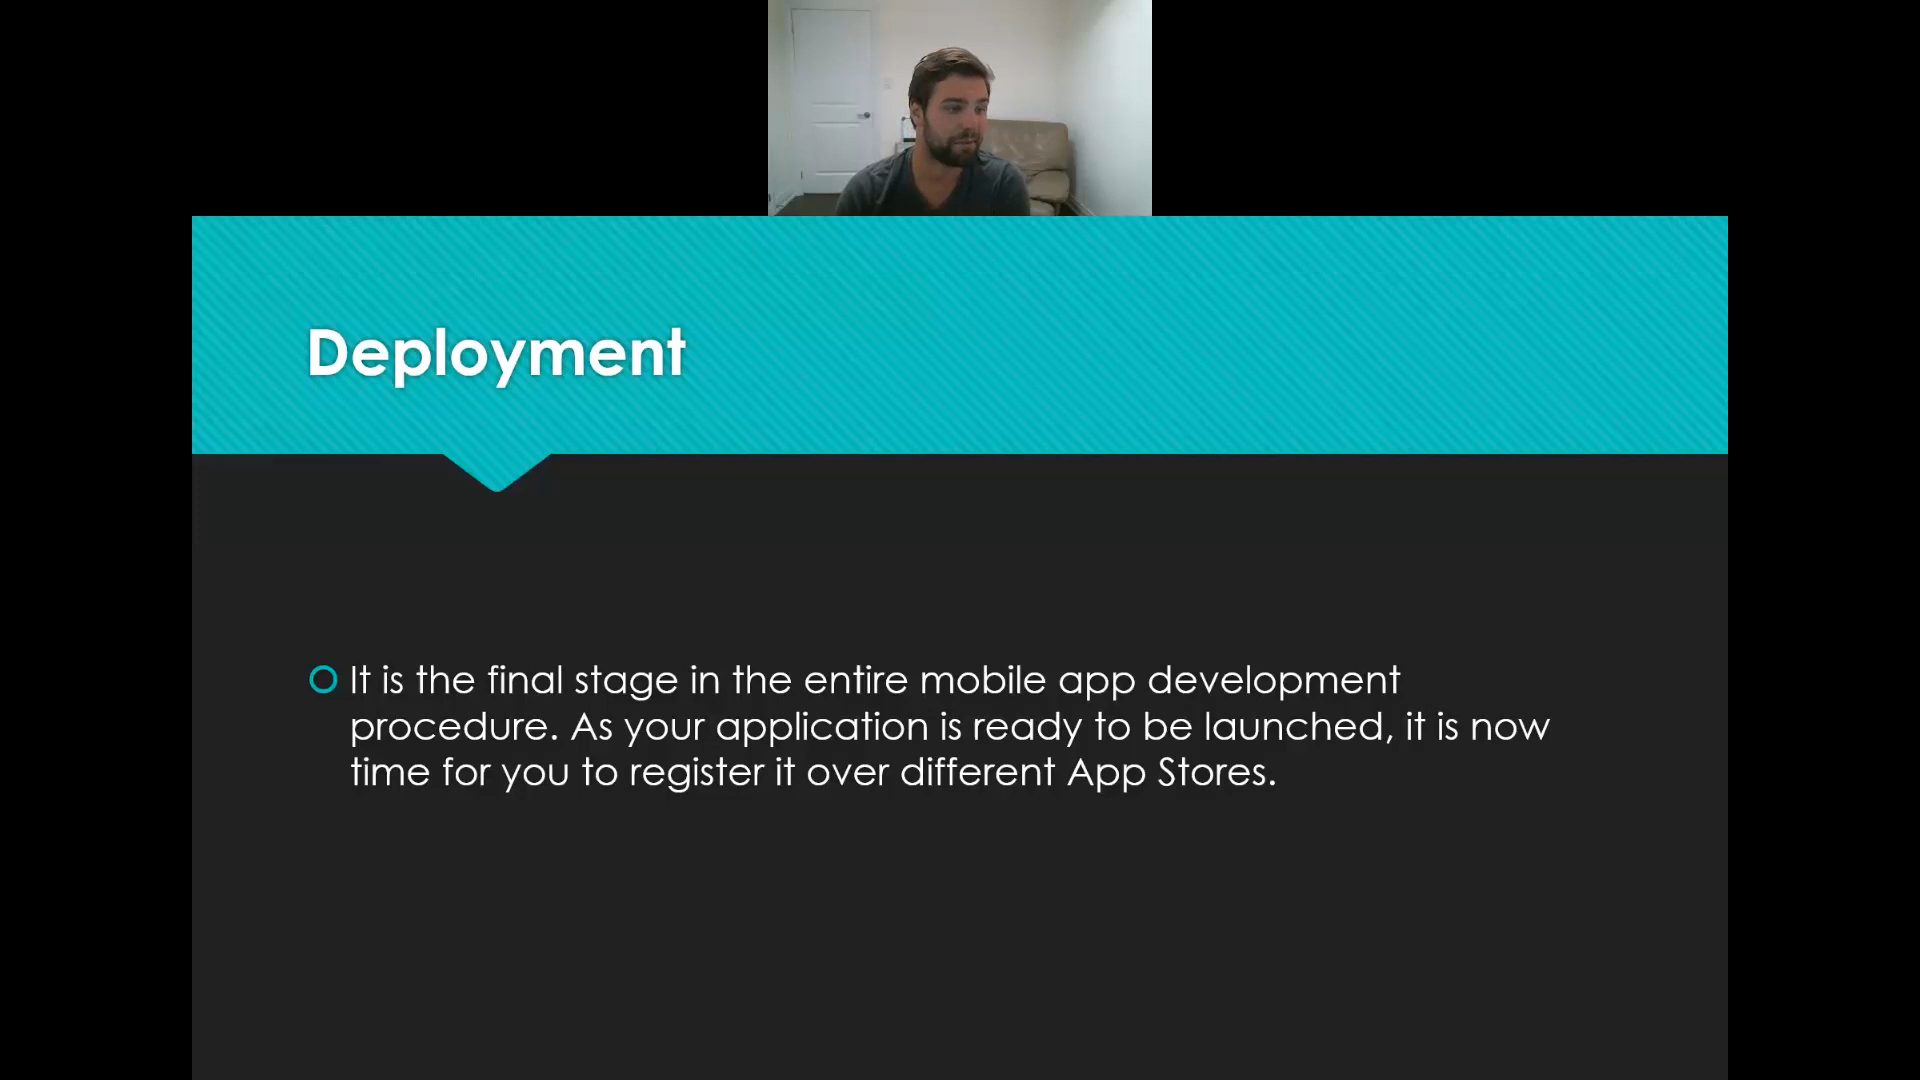 Deployment
It is the final stage in the entire mobile app development
procedure. As your application is ready to be launched, it is now
time for you to register it over different App Stores.